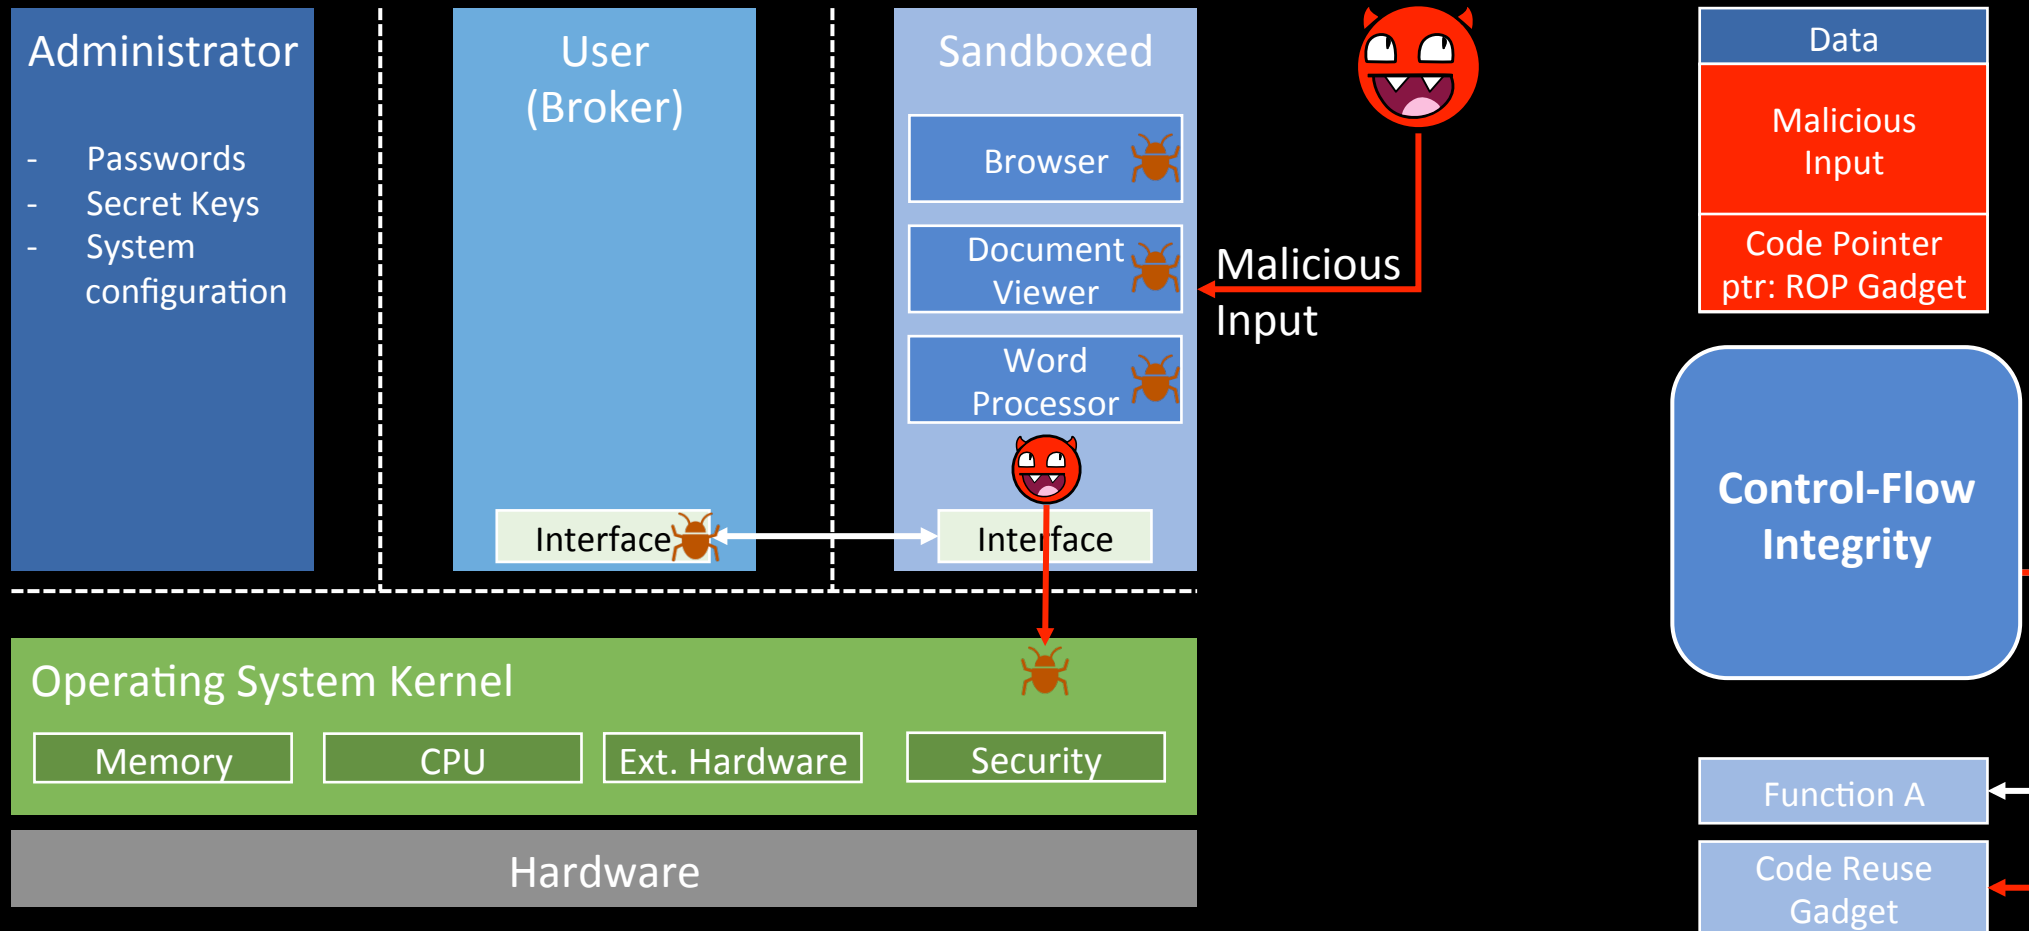 Administrator
- Passwords
- Secret Keys
- System
configuration
User
(Broker)
Interface
Sandboxed
Browser
Document
Viewer
Word
Processor
Interface
Malicious
Input
Operating System Kernel
Memory
CPU
Ext. Hardware
Security
Hardware
Data
Malicious
Input
Code Pointer
ptr: ROP Gadget
Control-Flow
Integrity
Function A
Code Reuse
Gadget